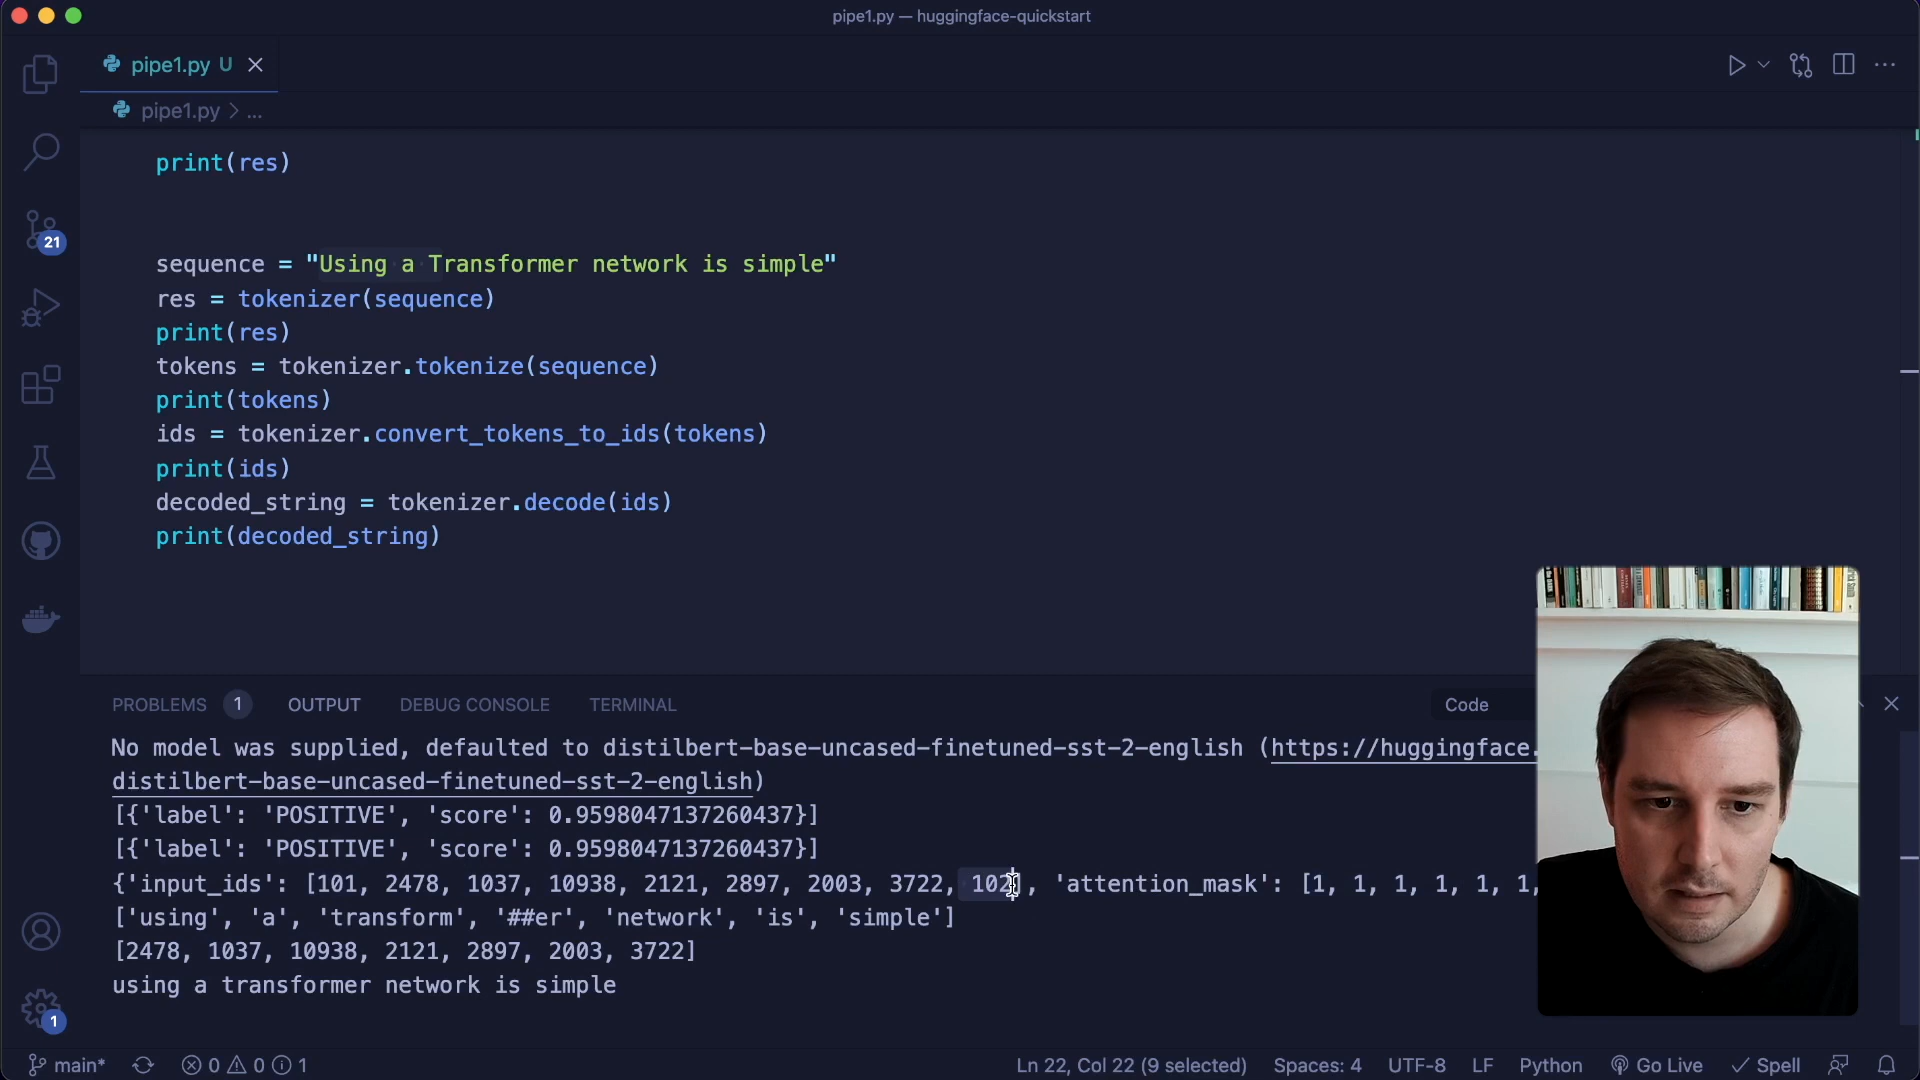 pipe1.py — huggingface-quickstart
pipe1.py U
pipe1.py > ...
21
print(res)
sequence = "Using a Transformer network is simple"
res = tokenizer(sequence)
print(res)
tokens = tokenizer.tokenize(sequence)
print(tokens)
ids = tokenizer.convert_tokens_to_ids(tokens)
print(ids)
decoded_string = tokenizer.decode(ids)
print(decoded_string)
PROBLEMS 1 OUTPUT DEBUG CONSOLE TERMINAL Code
No model was supplied, defaulted to distilbert-base-uncased-finetuned-sst-2-english (https://huggingface.
distilbert-base-uncased-finetuned-sst-2-english)
[{'label': 'POSITIVE', 'score': 0.9598047137260437}]
[{'label': 'POSITIVE', 'score': 0.9598047137260437}]
{'input_ids': [101, 2478, 1037, 10938, 2121, 2897, 2003, 3722, 102], 'attention_mask': [1, 1, 1, 1, 1, 1,
['using', 'a', 'transform', '##er', 'network', 'is', 'simple']
[2478, 1037, 10938, 2121, 2897, 2003, 3722]
using a transformer network is simple
1
main* 0 0 1 Ln 22, Col 22 (9 selected) Spaces: 4 UTF-8 LF Python Go Live Spell